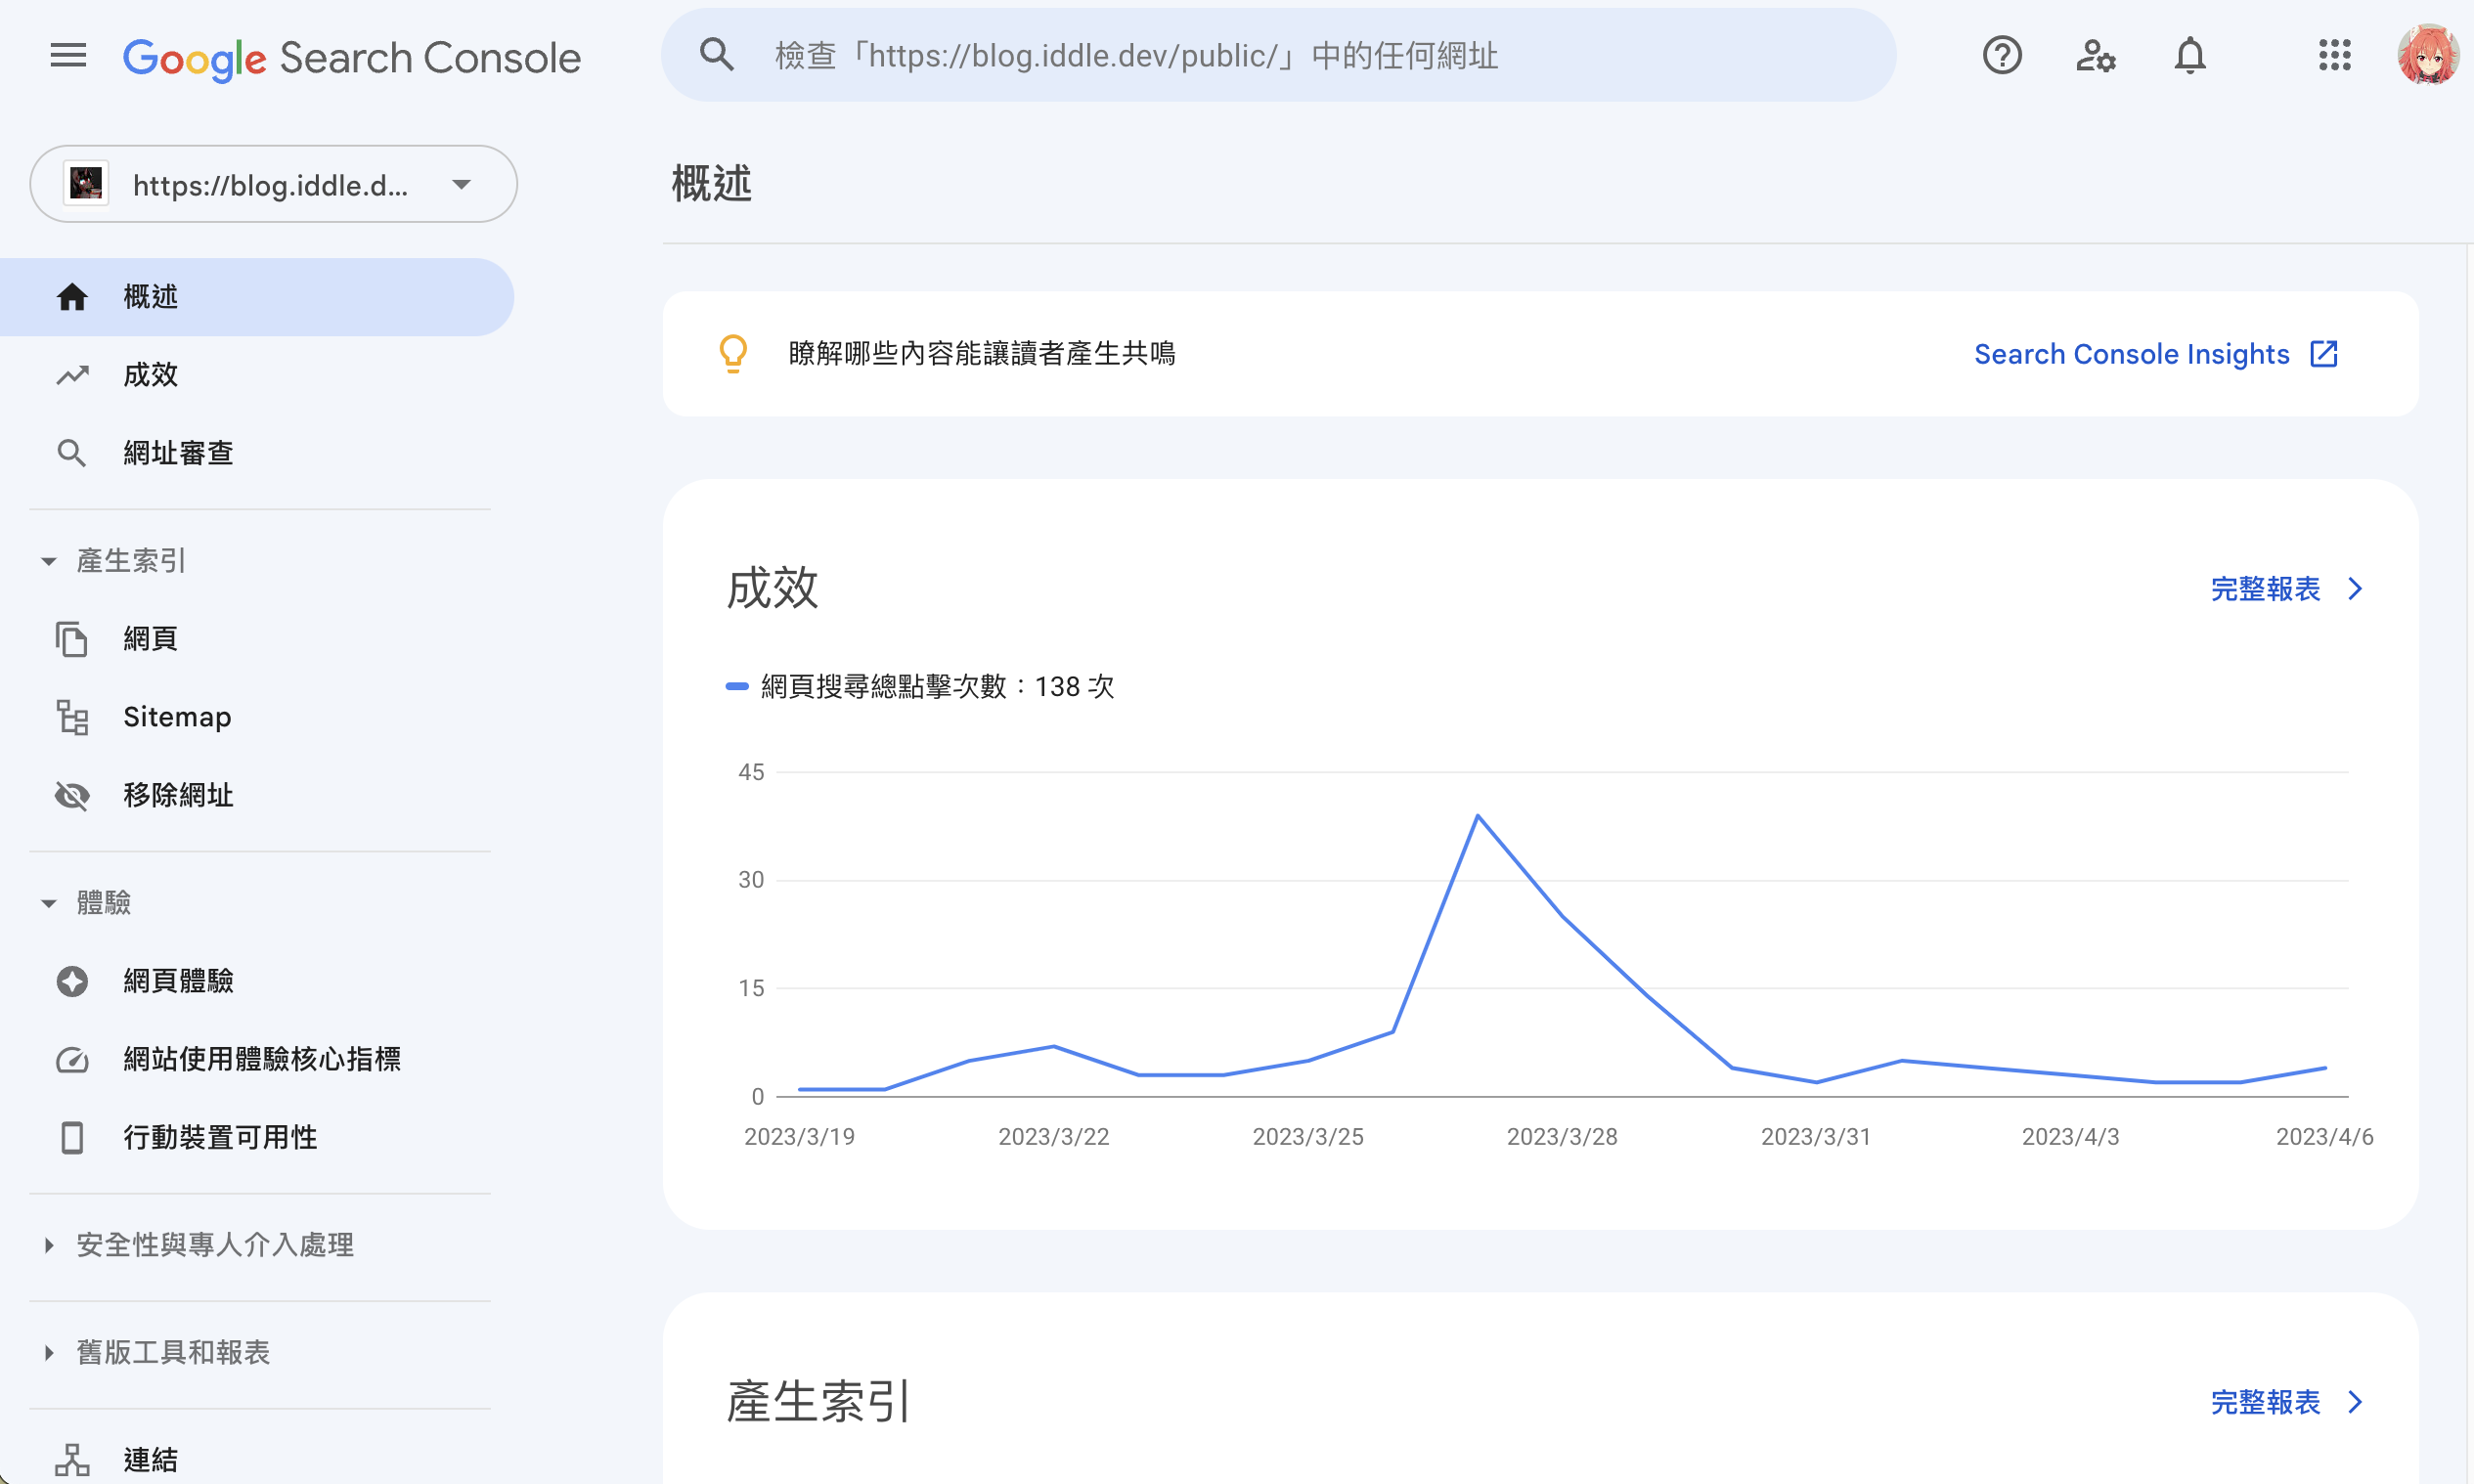 Google Search Console
檢查「https://blog.iddle.dev/public/」中的任何網址
https://blog.iddle.d...
概述
成效
網址審查
產生索引
網頁
Sitemap
移除網址
體驗
網頁體驗
網站使用體驗核心指標
行動裝置可用性
安全性與專人介入處理
舊版工具和報表
連結
概述
瞭解哪些內容能讓讀者產生共鳴
Search Console Insights
成效
完整報表
網頁搜尋總點擊次數：138 次
45
30
15
0
2023/3/19 2023/3/22 2023/3/25 2023/3/28 2023/3/31 2023/4/3 2023/4/6
產生索引
完整報表